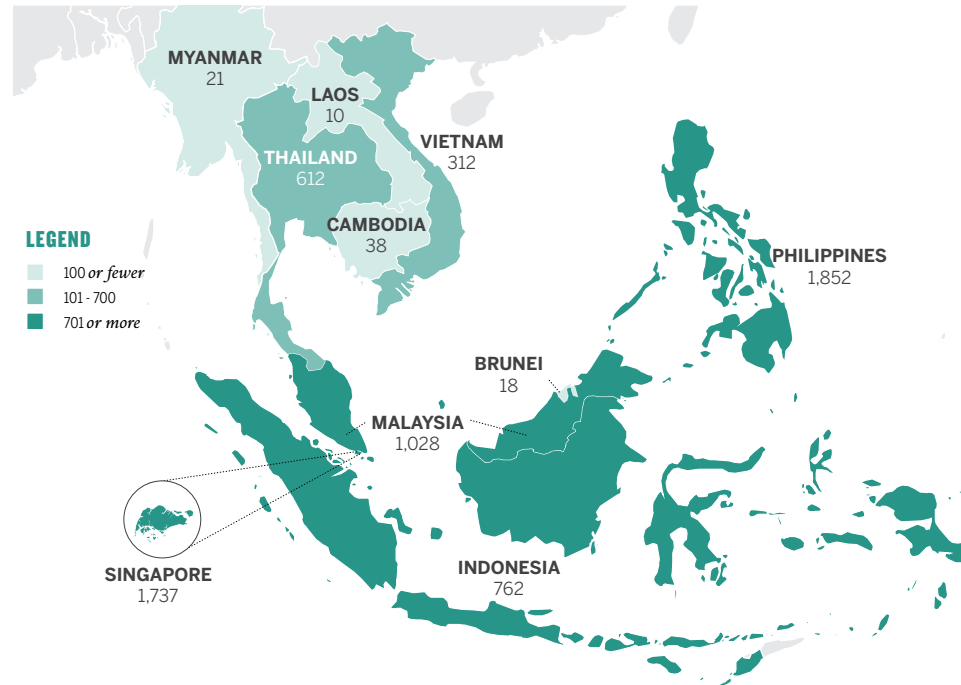 MYANMAR
21
LAOS
10
VIETNAM
312
THAILAND
612
CAMBODIA
38
LEGEND
100 or fewer
101 - 700
701 or more
PHILIPPINES
1,852
BRUNEI
18
MALAYSIA
1,028
SINGAPORE
1,737
INDONESIA
762